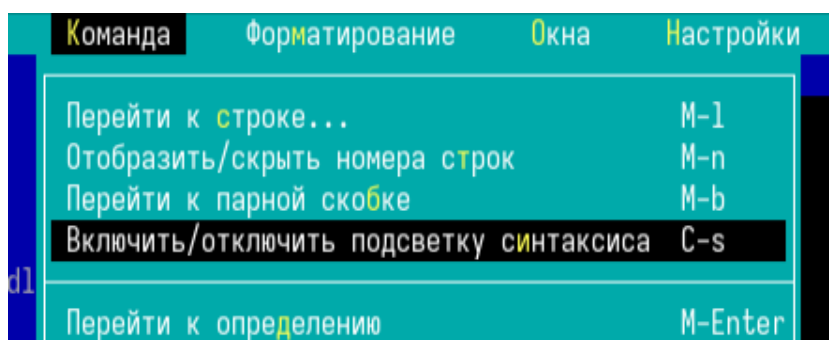 Команда Форматирование Окна Настройки
Перейти к строке... M-l
Отобразить/скрыть номера строк M-n
Перейти к парной скобке M-b
Включить/отключить подсветку синтаксиса C-s
dl
Перейти к определению M-Enter